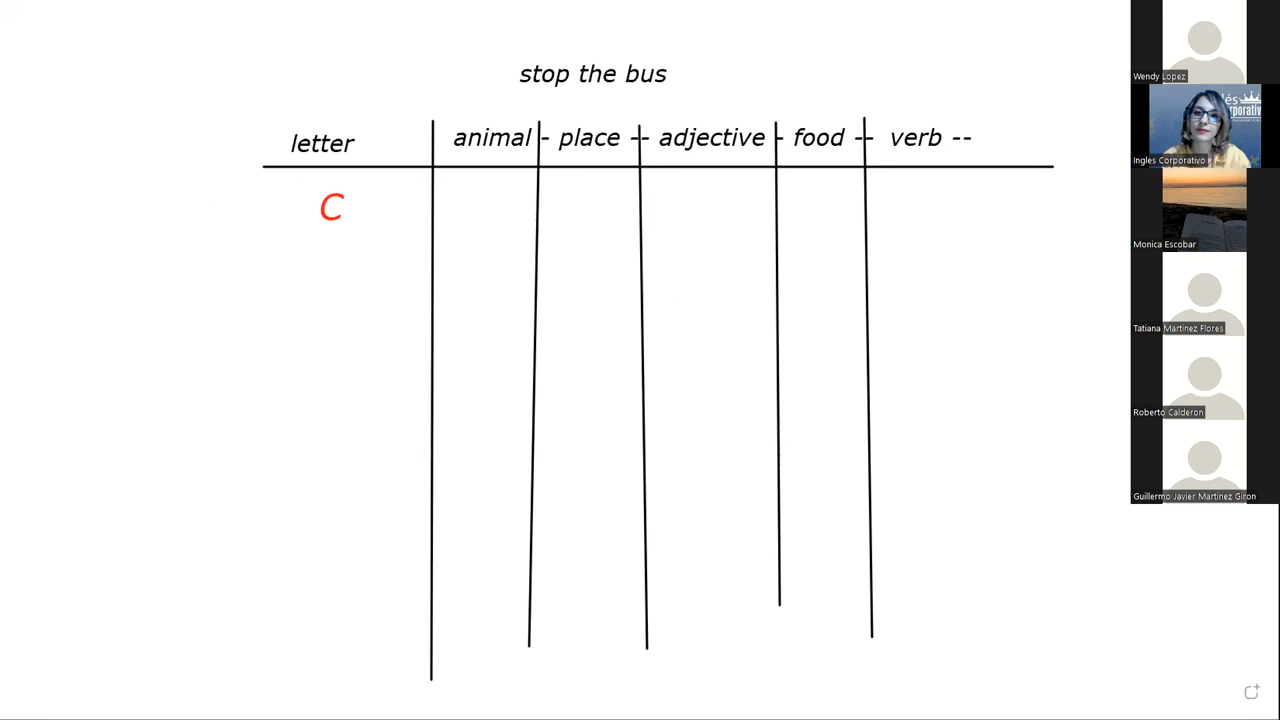 stop the bus
letter animal - place -- adjective - food -- verb --
C
Wendy Lopez
Ingles Corporativo
Monica Escobar
Tatiana Martinez Flores
Roberto Calderon
Guillermo Javier Martinez Giron